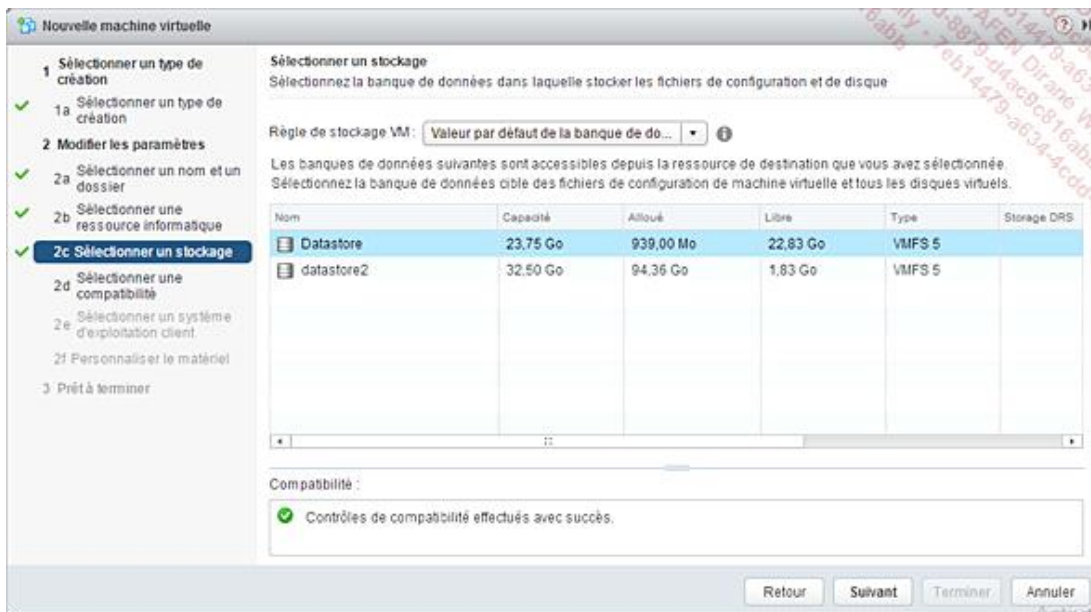 Nouvelle machine virtuelle
1 Sélectionner un type de
création
1a Sélectionner un type de
création
2 Modifier les paramètres
2a Sélectionner un nom et un
dossier
2b Sélectionner une
ressource informatique
2c Sélectionner un stockage
2d Sélectionner une
compatibilité
2e Sélectionner un système
d'exploitation client
2f Personnaliser le matériel
3 Prêt à terminer
Sélectionner un stockage
Sélectionnez la banque de données dans laquelle stocker les fichiers de configuration et de disque
Règle de stockage VM : Valeur par défaut de la banque de do...
Les banques de données suivantes sont accessibles depuis la ressource de destination que vous avez sélectionnée.
Sélectionnez la banque de données cible des fichiers de configuration de machine virtuelle et tous les disques virtuels.
Nom Capacité Alloué Libre Type Storage DRS
Datastore 23,75 Go 939,00 Mo 22,83 Go VMFS 5
datastore2 32,50 Go 94,36 Go 1,83 Go VMFS 5
Compatibilité :
Contrôles de compatibilité effectués avec succès.
Retour Suivant Terminer Annuler